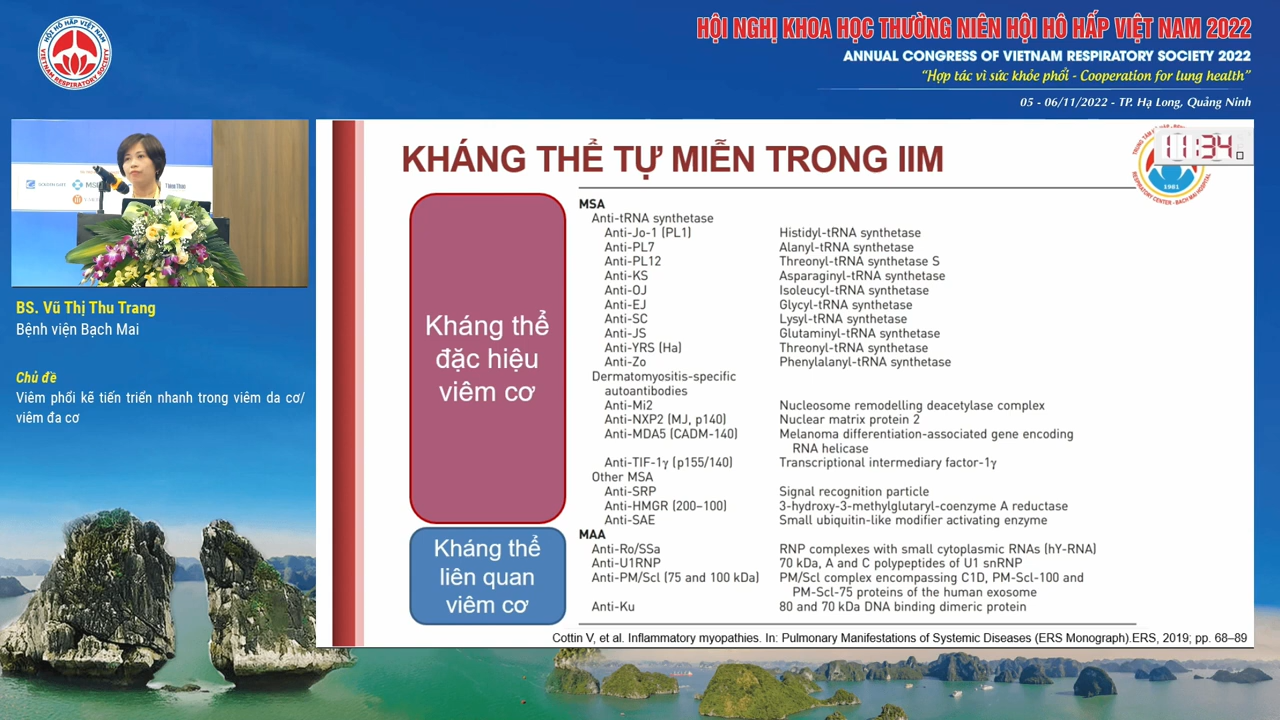 HỘI HÔ HẤP VIỆT NAM
VIETNAM RESPIRATORY SOCIETY
HỘI NGHỊ KHOA HỌC THƯỜNG NIÊN HỘI HÔ HẤP VIỆT NAM 2022
ANNUAL CONGRESS OF VIETNAM RESPIRATORY SOCIETY 2022
“Hợp tác vì sức khỏe phổi - Cooperation for lung health”
05 - 06/11/2022 - TP. Hạ Long, Quảng Ninh
BS. Vũ Thị Thu Trang
Bệnh viện Bạch Mai
Chủ đề
Viêm phổi kẽ tiến triển nhanh trong viêm da cơ/
viêm đa cơ
KHÁNG THỂ TỰ MIỄN TRONG IIM
11:34
1981
RESPIRATORY CENTER - BACH MAI HOSPITAL
Kháng thể
đặc hiệu
viêm cơ
Kháng thể
liên quan
viêm cơ
MSA
Anti-tRNA synthetase
Anti-Jo-1 (PL1) Histidyl-tRNA synthetase
Anti-PL7 Alanyl-tRNA synthetase
Anti-PL12 Threonyl-tRNA synthetase S
Anti-KS Asparaginyl-tRNA synthetase
Anti-OJ Isoleucyl-tRNA synthetase
Anti-EJ Glycyl-tRNA synthetase
Anti-SC Lysyl-tRNA synthetase
Anti-JS Glutaminyl-tRNA synthetase
Anti-YRS (Ha) Threonyl-tRNA synthetase
Anti-Zo Phenylalanyl-tRNA synthetase
Dermatomyositis-specific
autoantibodies
Anti-Mi2 Nucleosome remodelling deacetylase complex
Anti-NXP2 (MJ, p140) Nuclear matrix protein 2
Anti-MDA5 (CADM-140) Melanoma differentiation-associated gene encoding
RNA helicase
Anti-TIF-1γ (p155/140) Transcriptional intermediary factor-1γ
Other MSA
Anti-SRP Signal recognition particle
Anti-HMGR (200–100) 3-hydroxy-3-methylglutaryl-coenzyme A reductase
Anti-SAE Small ubiquitin-like modifier activating enzyme
MAA
Anti-Ro/SSa RNP complexes with small cytoplasmic RNAs (hY-RNA)
Anti-U1RNP 70 kDa, A and C polypeptides of U1 snRNP
Anti-PM/Scl (75 and 100 kDa) PM/Scl complex encompassing C1D, PM-Scl-100 and
PM-Scl-75 proteins of the human exosome
Anti-Ku 80 and 70 kDa DNA binding dimeric protein
Cottin V, et al. Inflammatory myopathies. In: Pulmonary Manifestations of Systemic Diseases (ERS Monograph).ERS, 2019; pp. 68–89